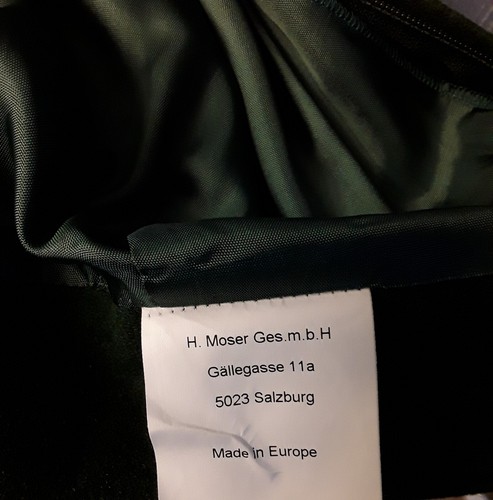 H. Moser Ges.m.b.H
Gällegasse 11a
5023 Salzburg
Made in Europe